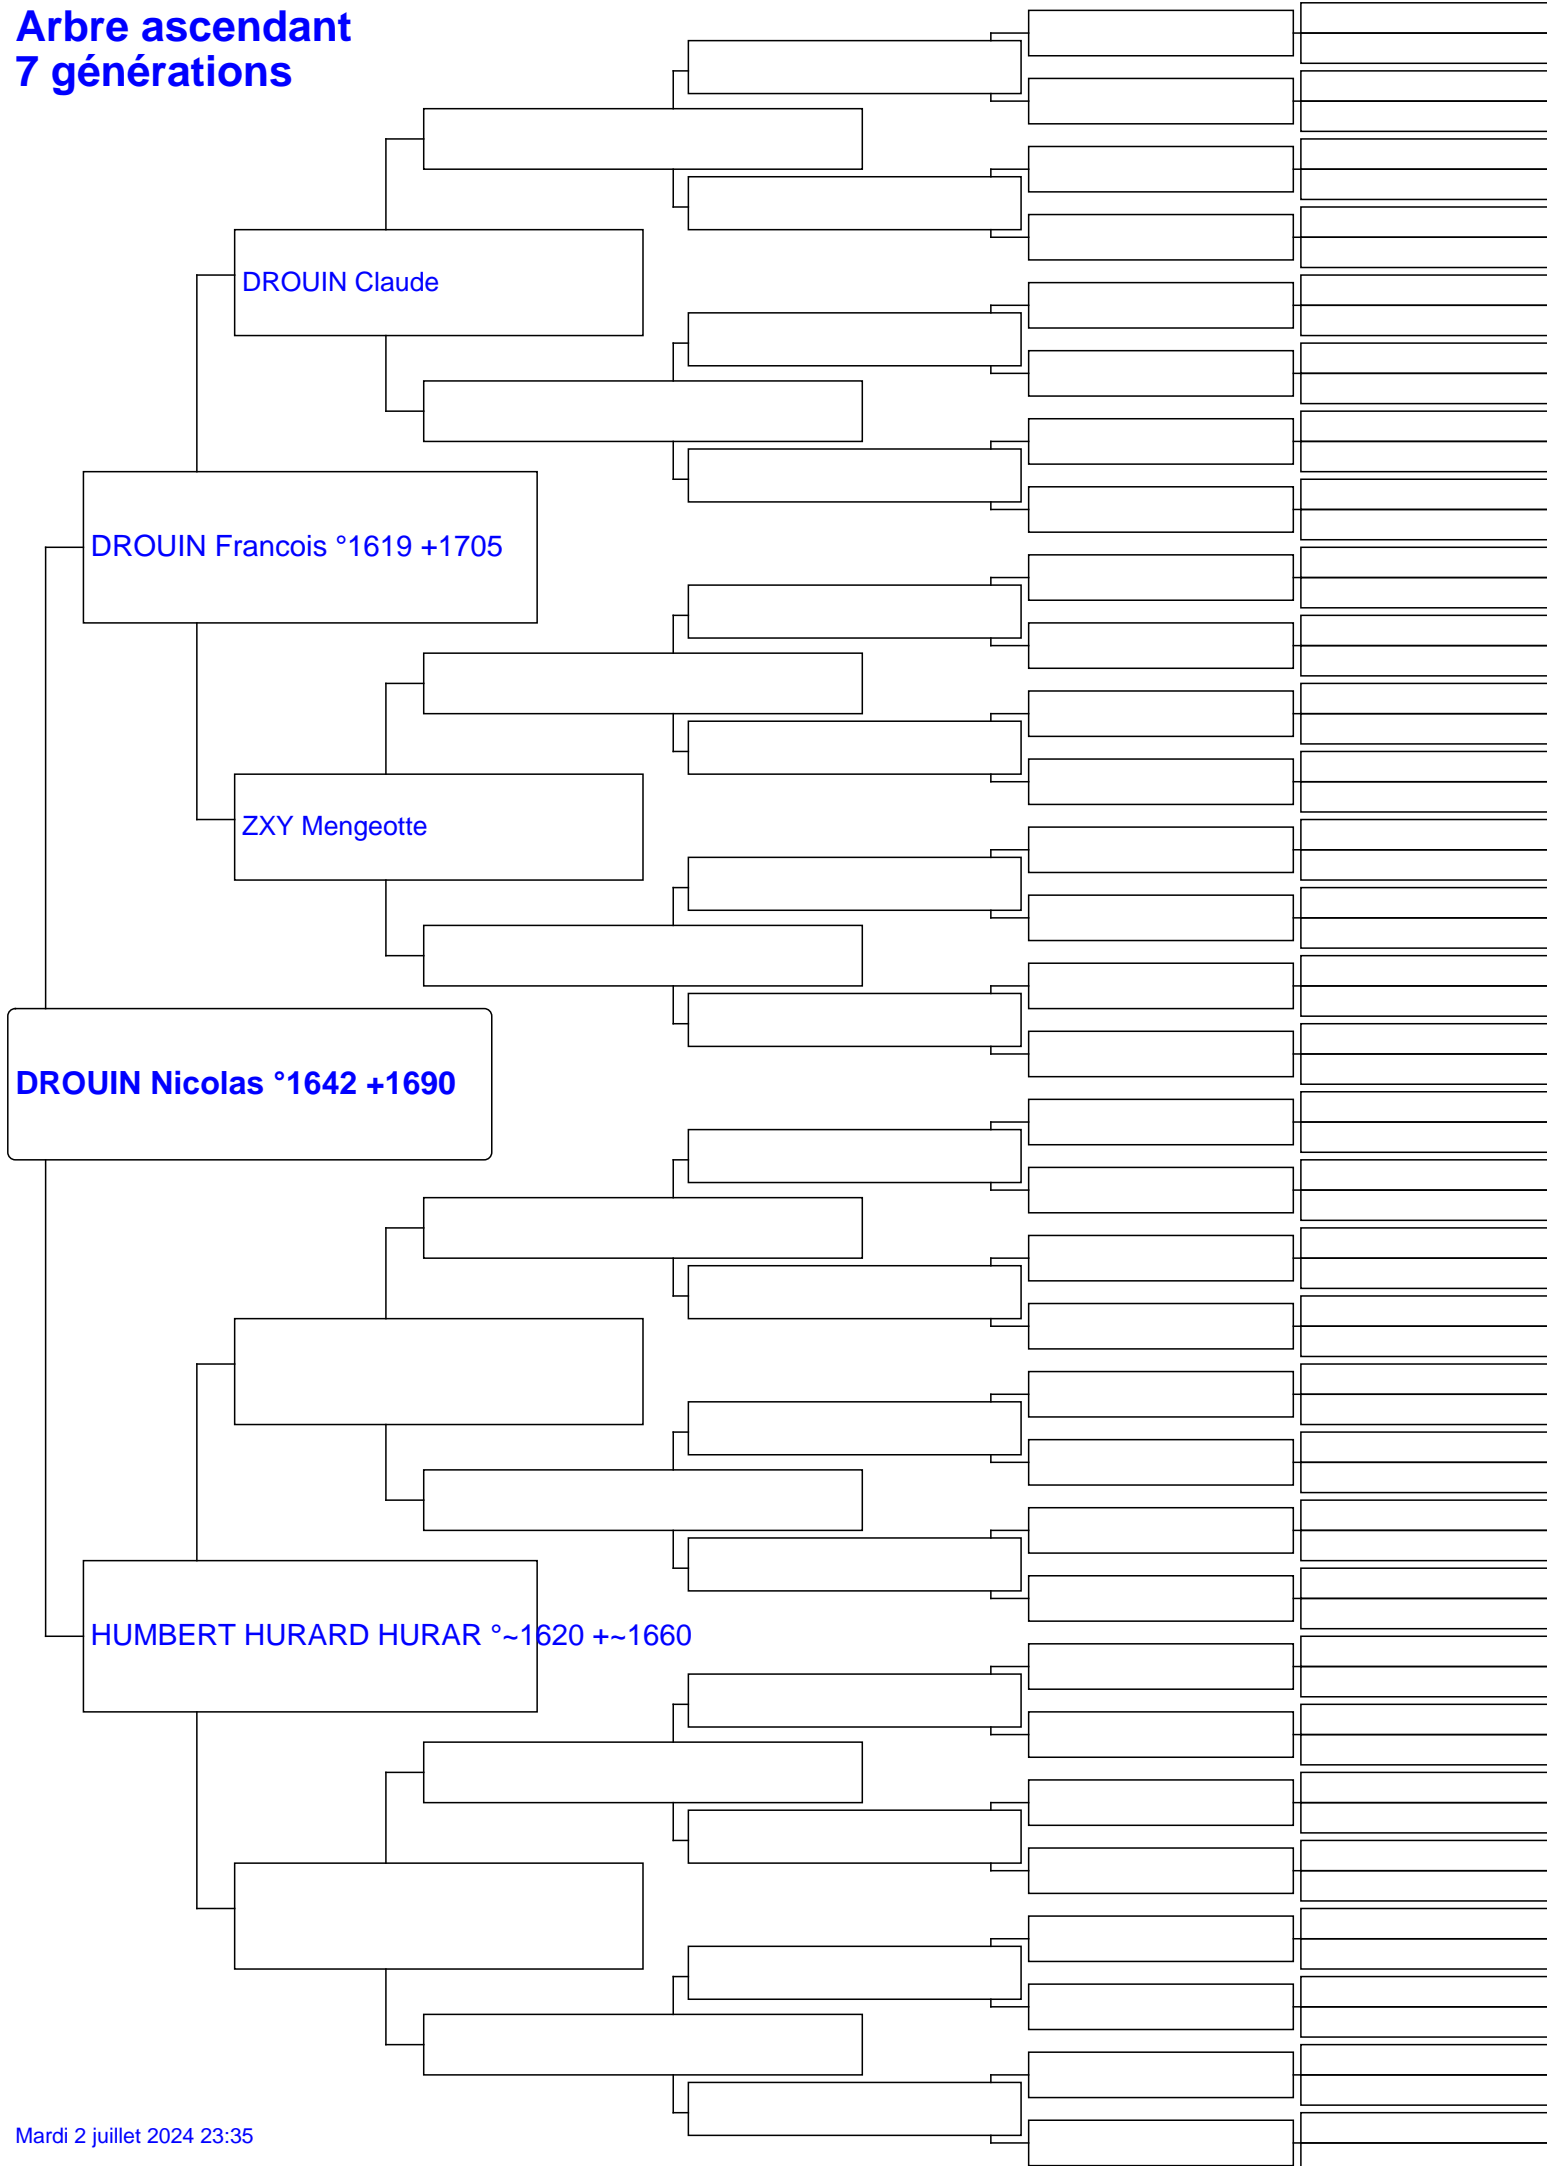 Arbre ascendant
7 générations
DROUIN Claude
DROUIN Francois °1619 +1705
ZXY Mengeotte
DROUIN Nicolas °1642 +1690
HUMBERT HURARD HURAR °~1620 +~1660
Mardi 2 juillet 2024 23:35